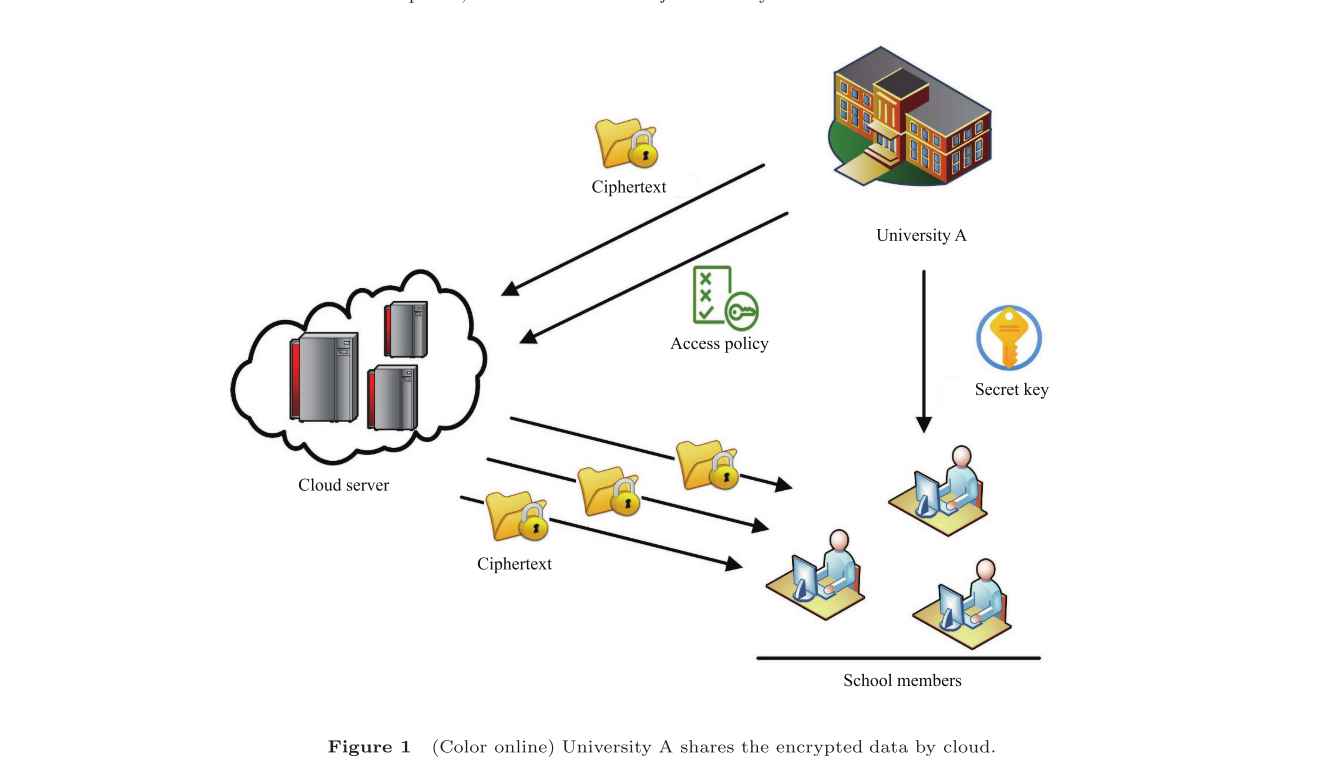 Ciphertext
University A
Access policy
Secret key
Cloud server
Ciphertext
School members
Figure 1 (Color online) University A shares the encrypted data by cloud.